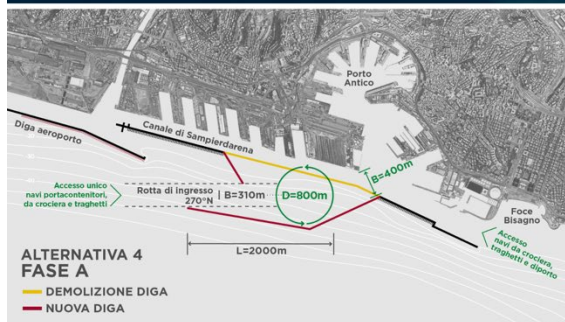 Porto
Antico
Canale di Sampierdarena
Diga aeroporto
Accesso unico
navi portacontenitori,
da crociera e traghetti
Rotta di ingresso
270°N
B=310m
D=800m
B=400m
Foce
Bisagno
Accesso
navi da crociera,
traghetti e diporto
L=2000m
ALTERNATIVA 4
FASE A
DEMOLIZIONE DIGA
NUOVA DIGA